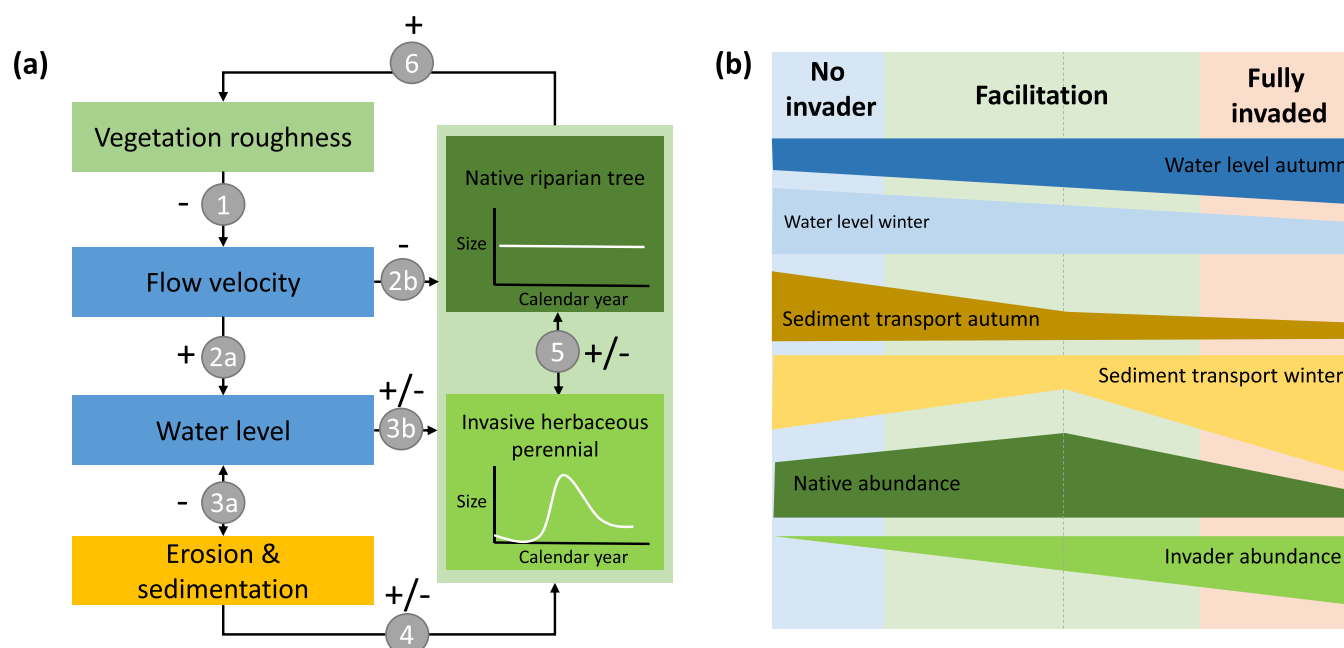 (a)
+
6
Vegetation roughness
-
1
Flow velocity
-
2b
+
2a
Water level
+/-
3b
-
3a
Erosion &
sedimentation
+/-
4
Native riparian tree
Size
Calendar year
5
+/-
Invasive herbaceous
perennial
Size
Calendar year
(b)
No
invader
Facilitation
Fully
invaded
Water level autumn
Water level winter
Sediment transport autumn
Sediment transport winter
Native abundance
Invader abundance